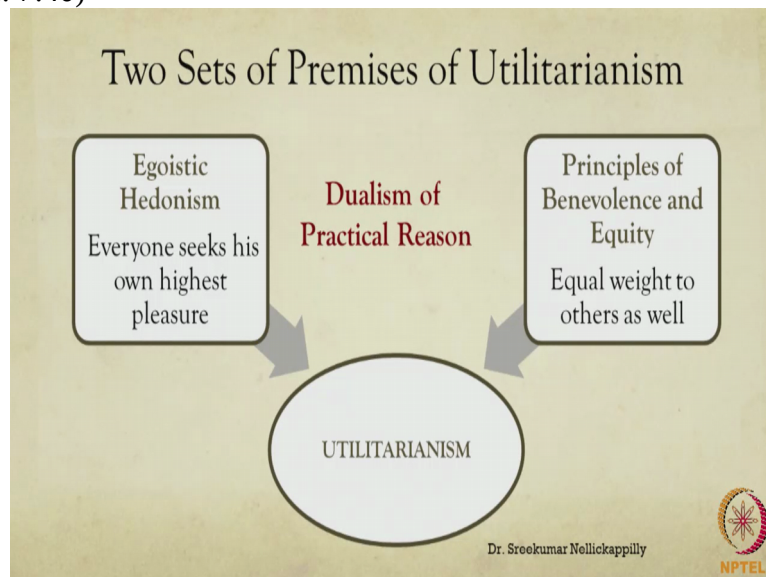 Two Sets of Premises of Utilitarianism
Egoistic
Hedonism
Everyone seeks his
own highest
pleasure
Dualism of
Practical Reason
Principles of
Benevolence and
Equity
Equal weight to
others as well
UTILITARIANISM
Dr. Sreekumar Nellickappilly
NPTEL